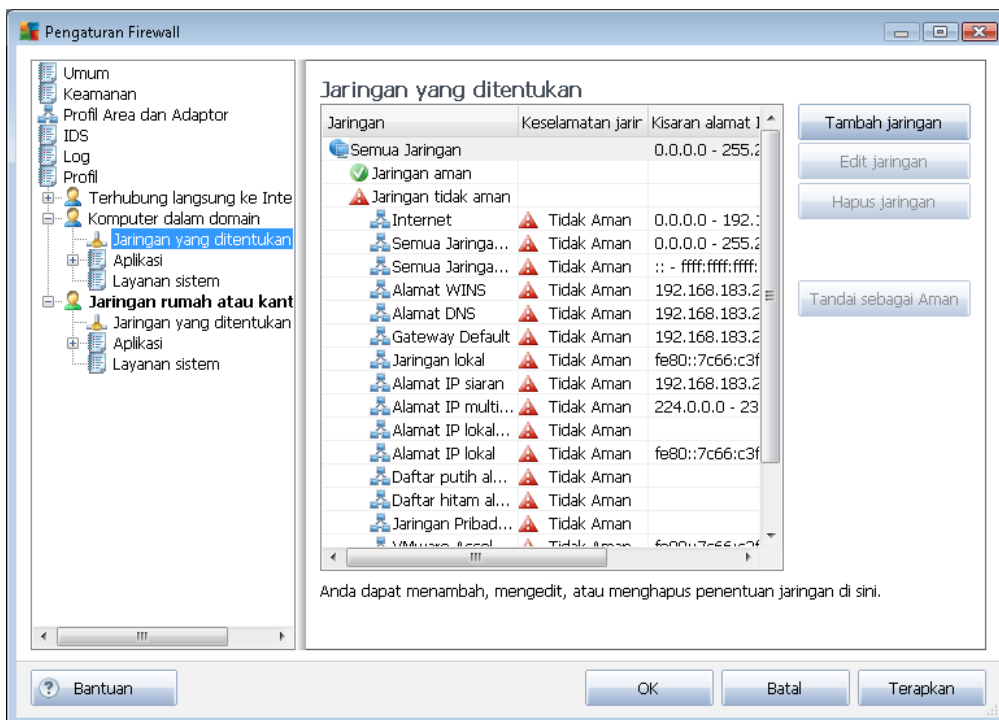 Pengaturan Firewall
Umum
Keamanan
Profil Area dan Adaptor
IDS
Log
Profil
Terhubung langsung ke Inte
Komputer dalam domain
Jaringan yang ditentukan
Aplikasi
Layanan sistem
Jaringan rumah atau kant
Jaringan yang ditentukan
Aplikasi
Layanan sistem
Jaringan yang ditentukan
Jaringan Keselamatan jarir Kisaran alamat I
Semua Jaringan 0.0.0.0 - 255.2
Jaringan aman
Jaringan tidak aman
Internet Tidak Aman 0.0.0.0 - 192.1
Semua Jaringa... Tidak Aman 0.0.0.0 - 255.2
Semua Jaringa... Tidak Aman :: - ffff:ffff:ffff:
Alamat WINS Tidak Aman 192.168.183.2
Alamat DNS Tidak Aman 192.168.183.2
Gateway Default Tidak Aman 192.168.183.2
Jaringan lokal Tidak Aman fe80::7c66:c3f
Alamat IP siaran Tidak Aman 192.168.183.2
Alamat IP multi... Tidak Aman 224.0.0.0 - 23
Alamat IP lokal... Tidak Aman
Alamat IP lokal Tidak Aman fe80::7c66:c3f
Daftar putih al... Tidak Aman
Daftar hitam al... Tidak Aman
Jaringan Pribad... Tidak Aman
VMware Accel Tidak Aman fe80::7c66:c3f
Tambah jaringan
Edit jaringan
Hapus jaringan
Tandai sebagai Aman
Anda dapat menambah, mengedit, atau menghapus penentuan jaringan di sini.
? Bantuan
OK
Batal
Terapkan